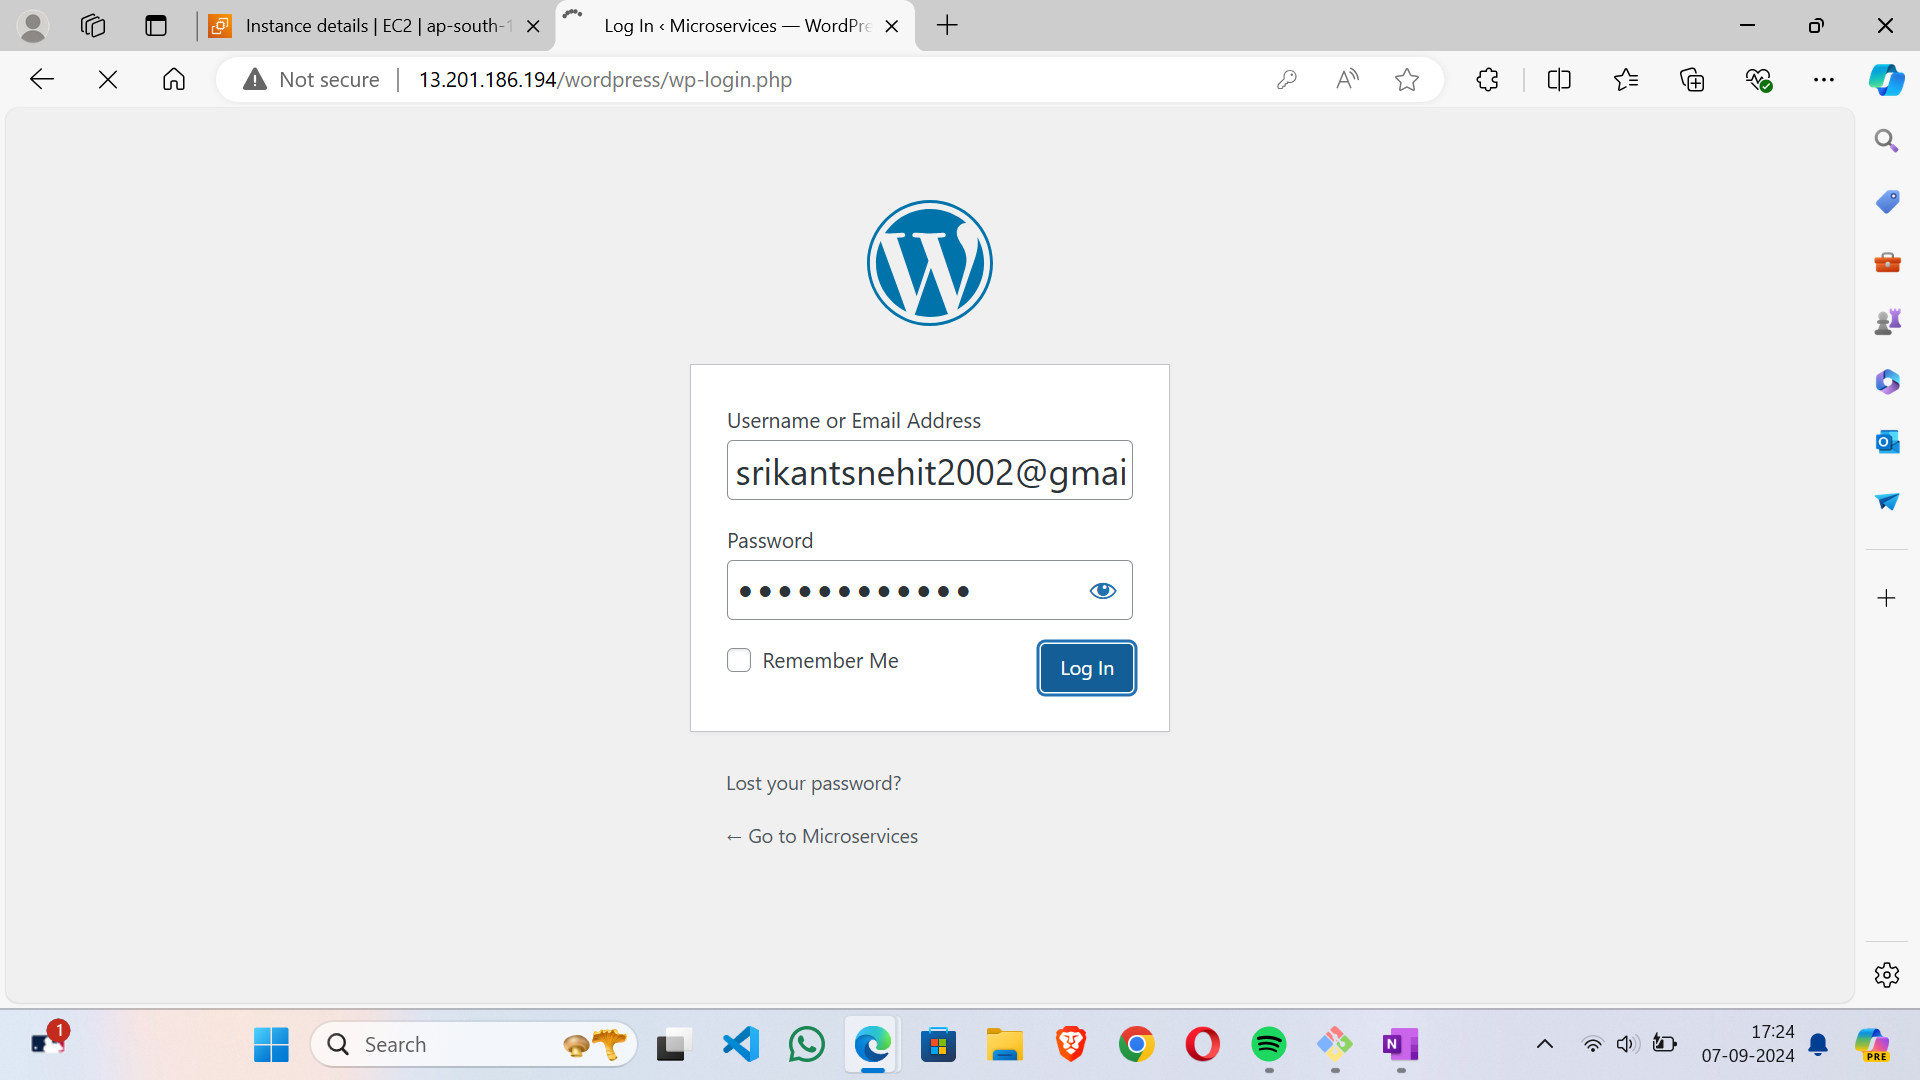 Instance details | EC2 | ap-south-1
Log In ‹ Microservices — WordPre
Not secure
13.201.186.194/wordpress/wp-login.php
Username or Email Address
srikantsnehit2002@gmai
Password
Remember Me
Log In
Lost your password?
← Go to Microservices
1
Search
17:24
07-09-2024
PRE